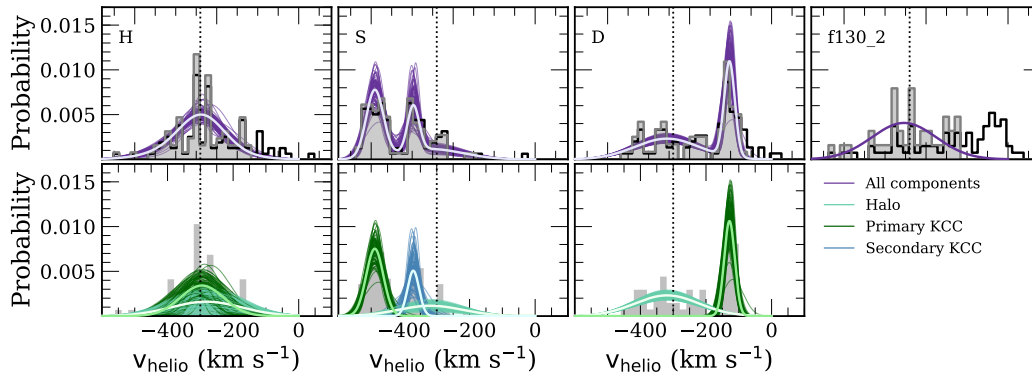 H
S
D
f130_2
Probability
0.015
0.010
0.005
All components
Halo
Primary KCC
Secondary KCC
Probability
0.015
0.010
0.005
−400 −200 0
−400 −200 0
−400 −200 0
v_helio (km s⁻¹)
v_helio (km s⁻¹)
v_helio (km s⁻¹)